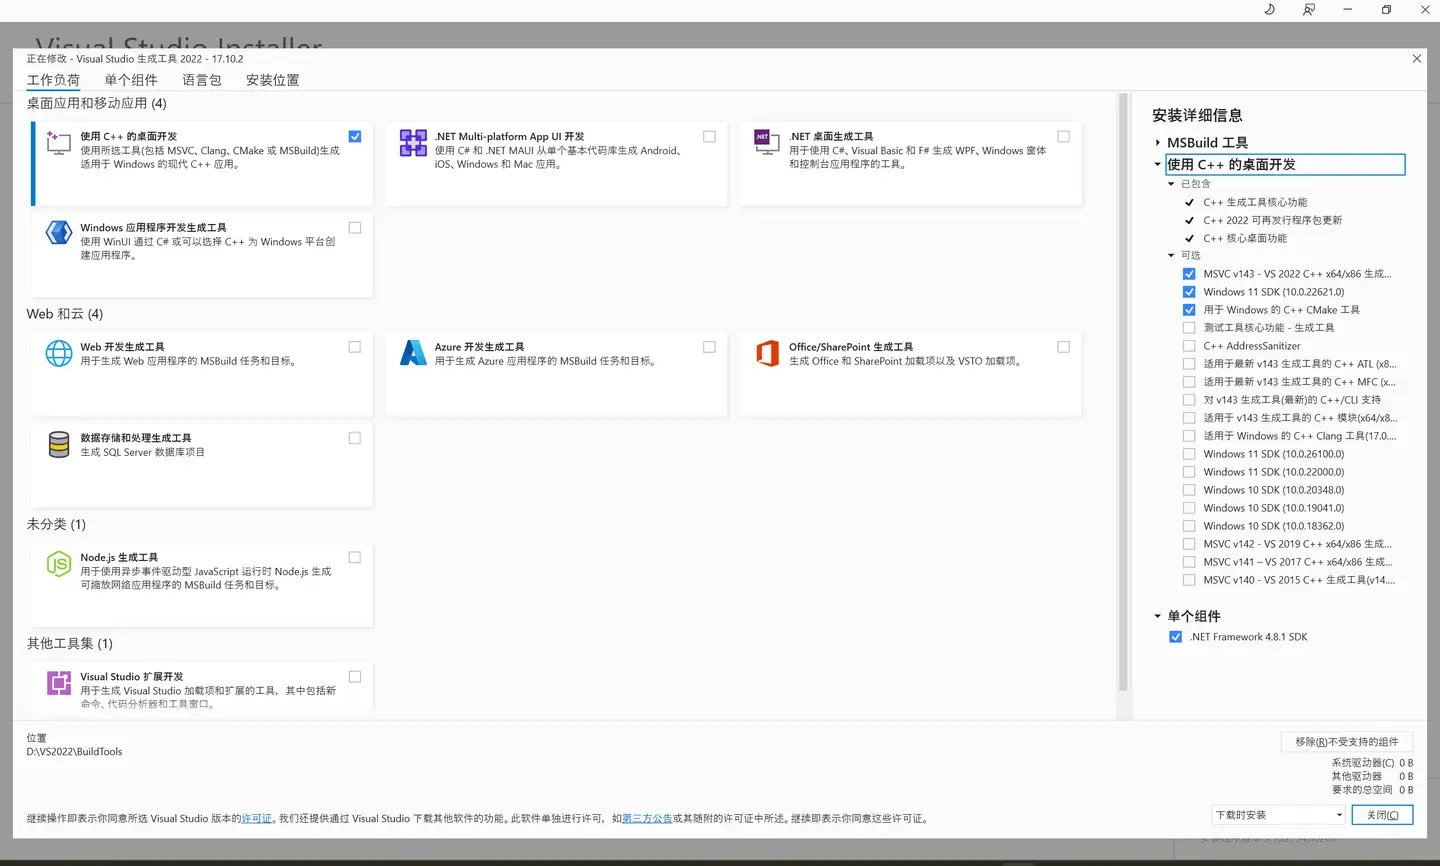 Visual Studio Installer
正在修改 - Visual Studio 生成工具 2022 - 17.10.2
工作负荷 单个组件 语言包 安装位置
桌面应用和移动应用 (4)
使用 C++ 的桌面开发
使用所选工具(包括 MSVC、Clang、CMake 或 MSBuild)生成
适用于 Windows 的现代 C++ 应用。
.NET Multi-platform App UI 开发
使用 C# 和 .NET MAUI 从单个基本代码库生成 Android、
iOS、Windows 和 Mac 应用。
.NET 桌面生成工具
用于使用 C#、Visual Basic 和 F# 生成 WPF、Windows 窗体
和控制台应用程序的工具。
Windows 应用程序开发生成工具
使用 WinUI 通过 C# 或可以选择 C++ 为 Windows 平台创
建应用程序。
Web 和云 (4)
Web 开发生成工具
用于生成 Web 应用程序的 MSBuild 任务和目标。
Azure 开发生成工具
用于生成 Azure 应用程序的 MSBuild 任务和目标。
Office/SharePoint 生成工具
生成 Office 和 SharePoint 加载项以及 VSTO 加载项。
数据存储和处理生成工具
生成 SQL Server 数据库项目
未分类 (1)
Node.js 生成工具
用于使用异步事件驱动型 JavaScript 运行时 Node.js 生成
可缩放网络应用程序的 MSBuild 任务和目标。
其他工具集 (1)
Visual Studio 扩展开发
用于生成 Visual Studio 加载项和扩展的工具，其中包括新
命令、代码分析器和工具窗口。
安装详细信息
MSBuild 工具
使用 C++ 的桌面开发
已包含
C++ 生成工具核心功能
C++ 2022 可再发行程序包更新
C++ 核心桌面功能
可选
MSVC v143 - VS 2022 C++ x64/x86 生成...
Windows 11 SDK (10.0.22621.0)
用于 Windows 的 C++ CMake 工具
测试工具核心功能 - 生成工具
C++ AddressSanitizer
适用于最新 v143 生成工具的 C++ ATL (x8...
适用于最新 v143 生成工具的 C++ MFC (x...
对 v143 生成工具(最新)的 C++/CLI 支持
适用于 v143 生成工具的 C++ 模块(x64/x8...
适用于 Windows 的 C++ Clang 工具(17.0....
Windows 11 SDK (10.0.26100.0)
Windows 11 SDK (10.0.22000.0)
Windows 10 SDK (10.0.20348.0)
Windows 10 SDK (10.0.19041.0)
Windows 10 SDK (10.0.18362.0)
MSVC v142 - VS 2019 C++ x64/x86 生成...
MSVC v141 – VS 2017 C++ x64/x86 生成...
MSVC v140 - VS 2015 C++ 生成工具(v14....
单个组件
.NET Framework 4.8.1 SDK
位置
D:\VS2022\BuildTools
移除(R)不受支持的组件
系统驱动器(C) 0 B
其他驱动器 0 B
要求的总空间 0 B
继续操作即表示你同意所选 Visual Studio 版本的许可证。我们还提供通过 Visual Studio 下载其他软件的功能。此软件单独进行许可，如第三方公告或其随附的许可证中所述。继续即表示你同意这些许可证。
下载时安装
关闭(C)